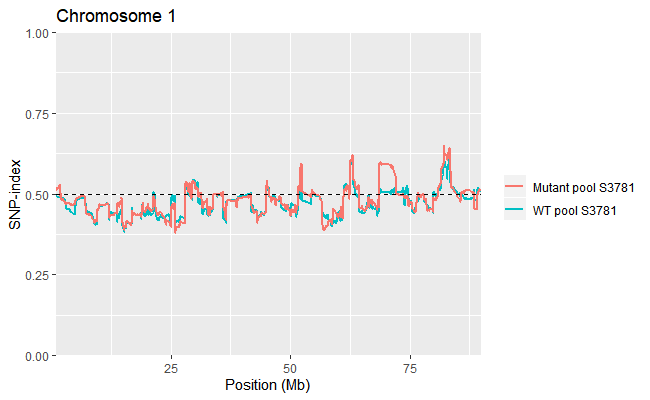 Chromosome 1
1.00
0.75
0.50
0.25
0.00
SNP-index
25
50
75
Position (Mb)
Mutant pool S3781
WT pool S3781